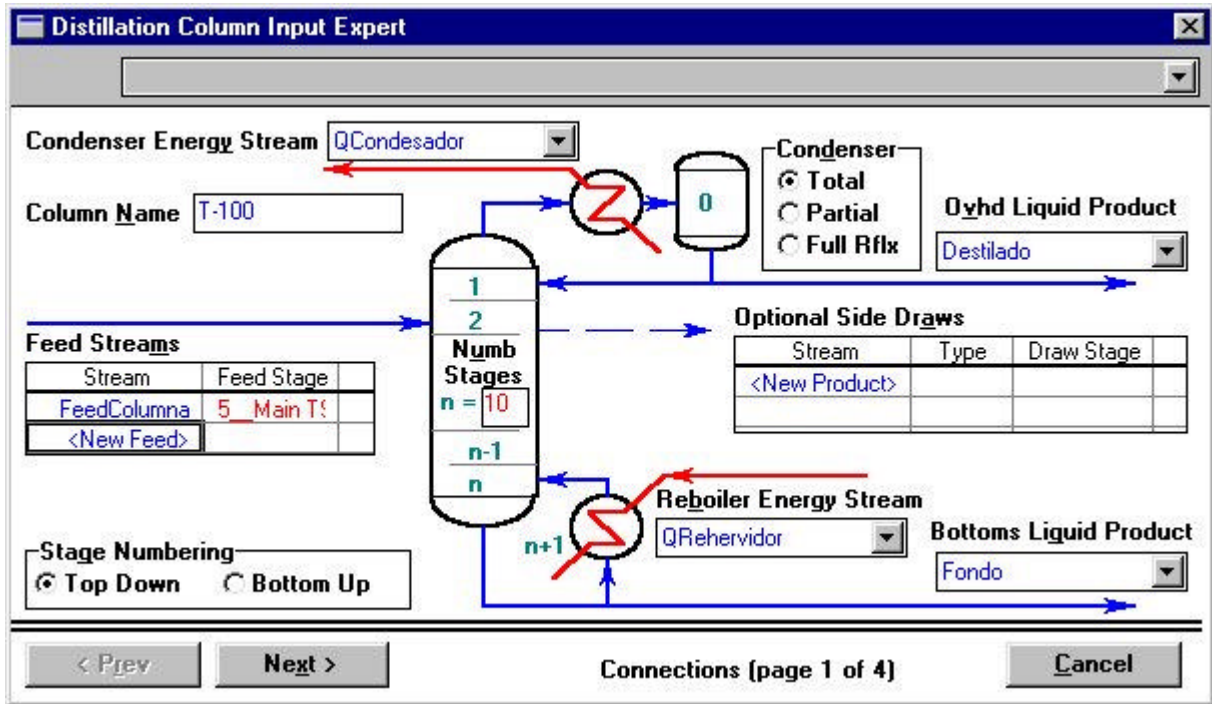 Distillation Column Input Expert
Condenser Energy Stream QCondesador
Condenser
Total
Partial
Full Rflx
0
Column Name T-100
Ovhd Liquid Product
Destilado
1
2
Numb
Stages
n = 10
n-1
n
Feed Streams
Stream Feed Stage
FeedColumna 5__Main
<New Feed>
Optional Side Draws
Stream Type Draw Stage
<New Product>
n+1
Reboiler Energy Stream
QRehervidor
Bottoms Liquid Product
Fondo
Stage Numbering
Top Down Bottom Up
< Prev Next > Connections (page 1 of 4) Cancel